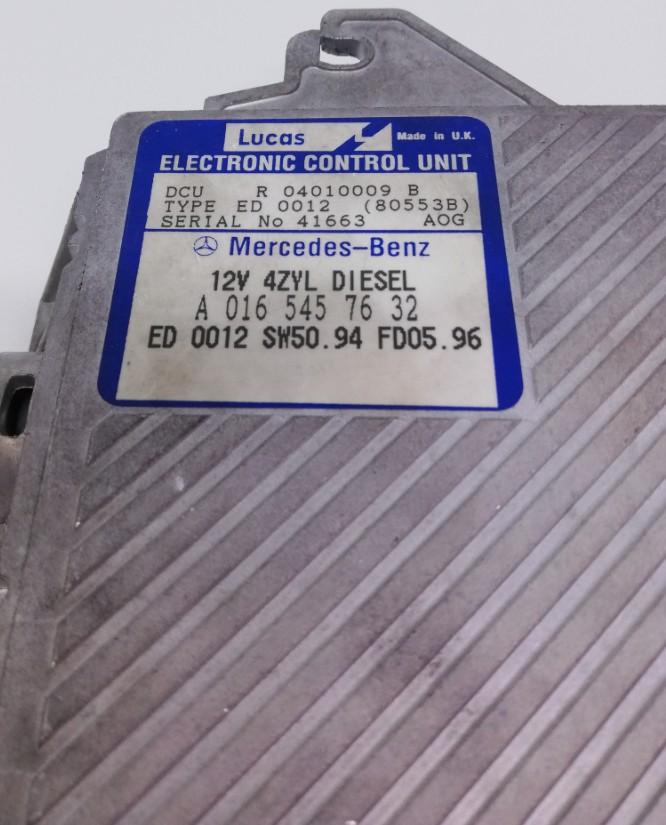 Lucas Made in U.K.
ELECTRONIC CONTROL UNIT
DCU R 04010009 B
TYPE ED 0012 (80553B)
SERIAL No 41663 AOG
Mercedes-Benz
12V 4ZYL DIESEL
A 016 545 76 32
ED 0012 SW50.94 FD05.96